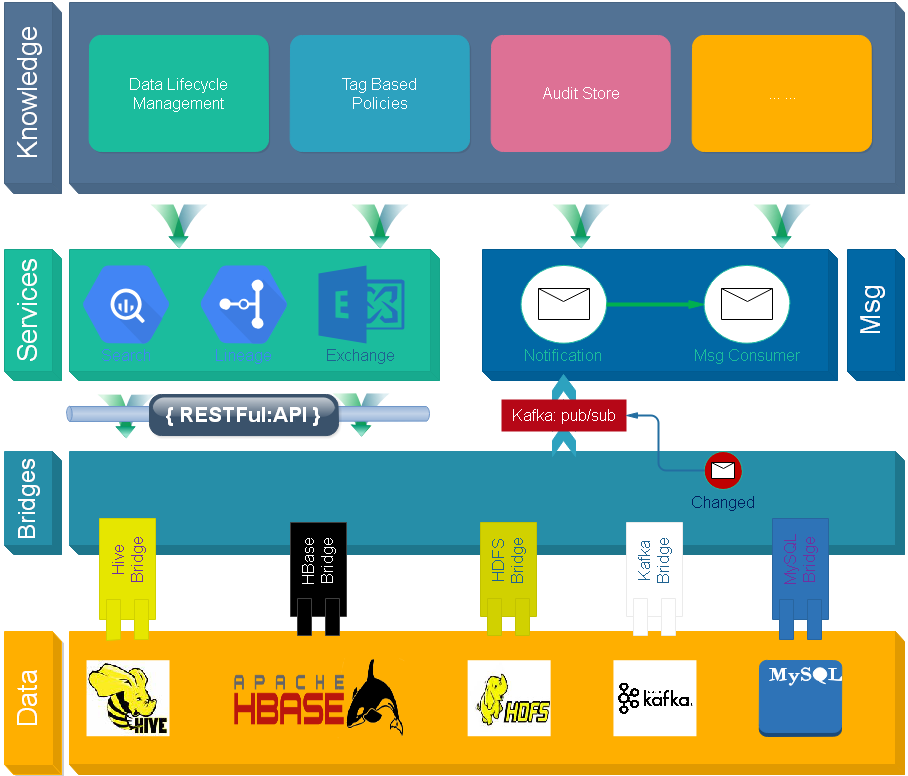 Knowledge
Data Lifecycle
Management
Tag Based
Policies
Audit Store
... ...
Services
Search
Lineage
E
Exchange
Notification
Msg Consumer
Msg
{ RESTFul:API }
Kafka: pub/sub
Changed
Bridges
Hive
Bridge
HBase
Bridge
HDFS
Bridge
Kafka
Bridge
MySQL
Bridge
Data
HIVE
APACHE
HBASE
HDFS
kafka.
MySQL